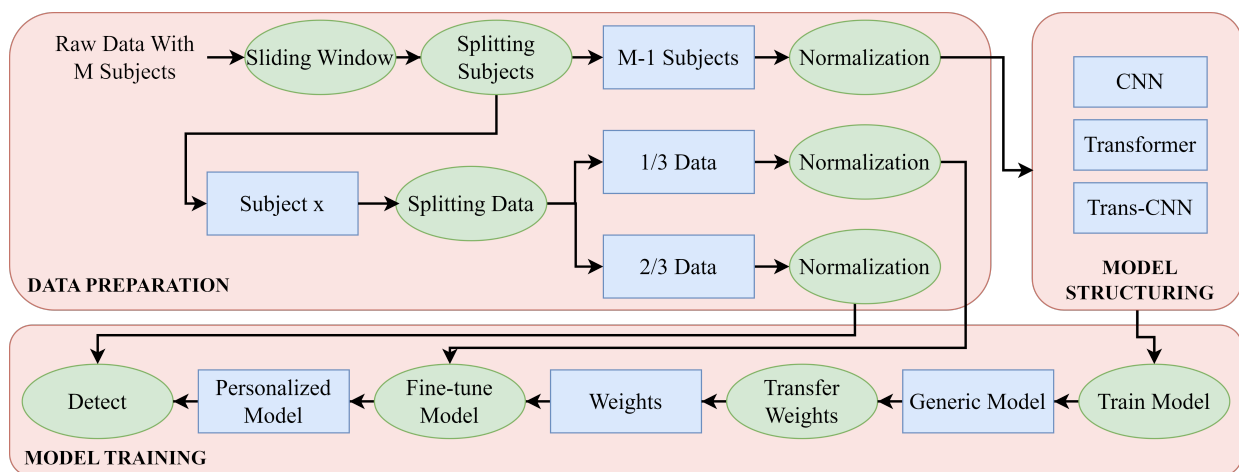 Raw Data With
M Subjects
Sliding Window
Splitting
Subjects
M-1 Subjects
Normalization
CNN
Transformer
Trans-CNN
1/3 Data
Normalization
Subject x
Splitting Data
2/3 Data
Normalization
DATA PREPARATION
MODEL
STRUCTURING
Detect
Personalized
Model
Fine-tune
Model
Weights
Transfer
Weights
Generic Model
Train Model
MODEL TRAINING